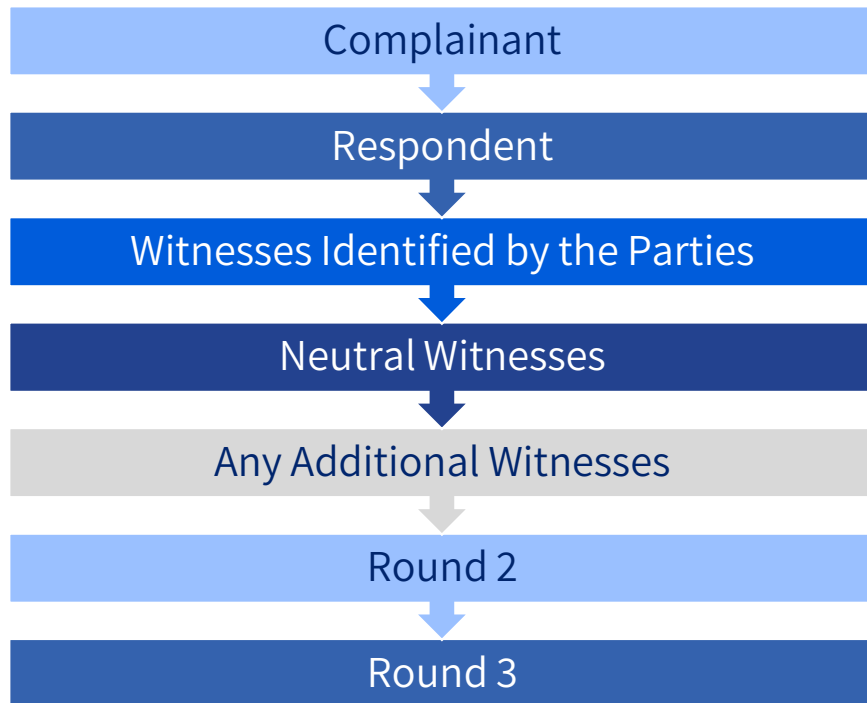 Complainant
Respondent
Witnesses Identified by the Parties
Neutral Witnesses
Any Additional Witnesses
Round 2
Round 3